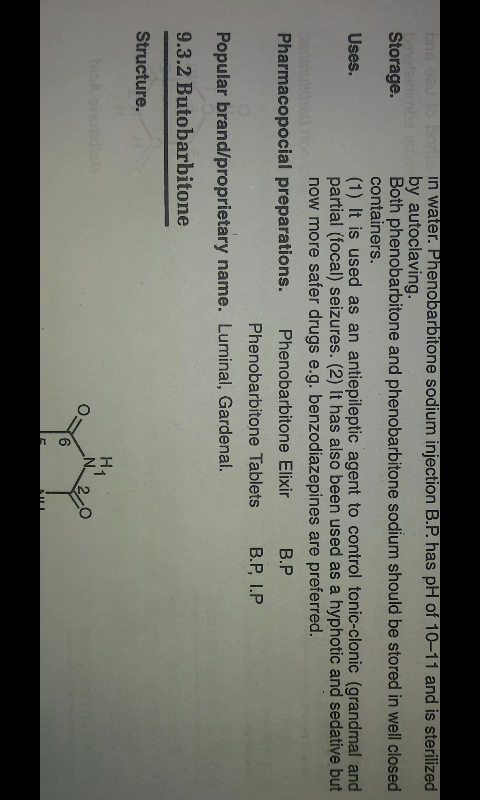 in water. Phenobarbitone sodium injection B.P. has pH of 10–11 and is sterilized
by autoclaving.
Storage. Both phenobarbitone and phenobarbitone sodium should be stored in well closed
containers.
Uses. (1) It is used as an antiepileptic agent to control tonic-clonic (grandmal and
partial (focal) seizures. (2) It has also been used as a hyphotic and sedative but
now more safer drugs e.g. benzodiazepines are preferred.
Pharmacopocial preparations. Phenobarbitone Elixir B.P
Phenobarbitone Tablets B.P, I.P
Popular brand/proprietary name. Luminal, Gardenal.
9.3.2 Butobarbitone
Structure.
H
O N 1 2 O
6